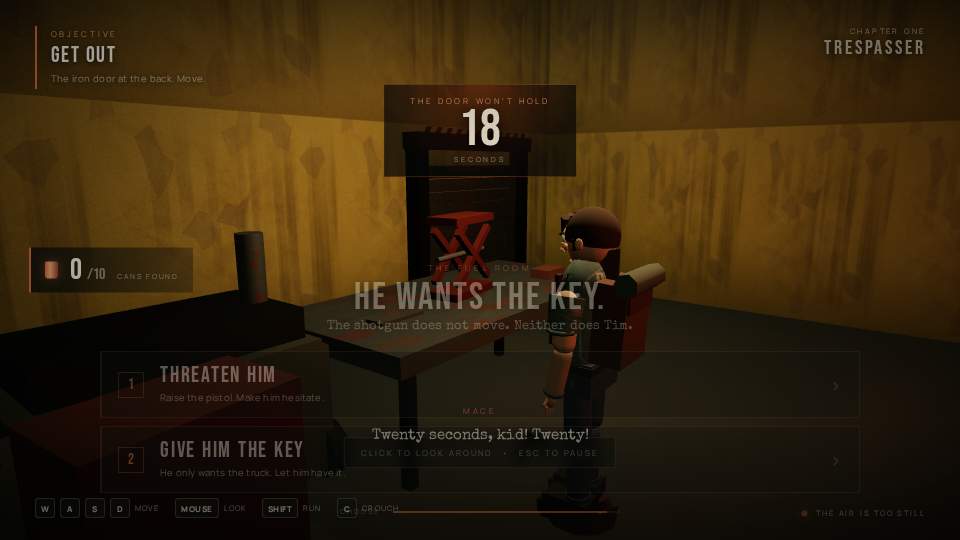 OBJECTIVE
GET OUT
The iron door at the back. Move.
CHAPTER ONE
TRESPASSER
THE DOOR WON'T HOLD
18
SECONDS
0 /10 CANS FOUND
THE FUEL ROOM
HE WANTS THE KEY.
The shotgun does not move. Neither does Tim.
1 THREATEN HIM
Raise the pistol. Make him hesitate.
MACE
Twenty seconds, kid! Twenty!
2 GIVE HIM THE KEY
He only wants the truck. Let him have it.
CLICK TO LOOK AROUND • ESC TO PAUSE
W A S D MOVE MOUSE LOOK SHIFT RUN C CROUCH
THE AIR IS TOO STILL